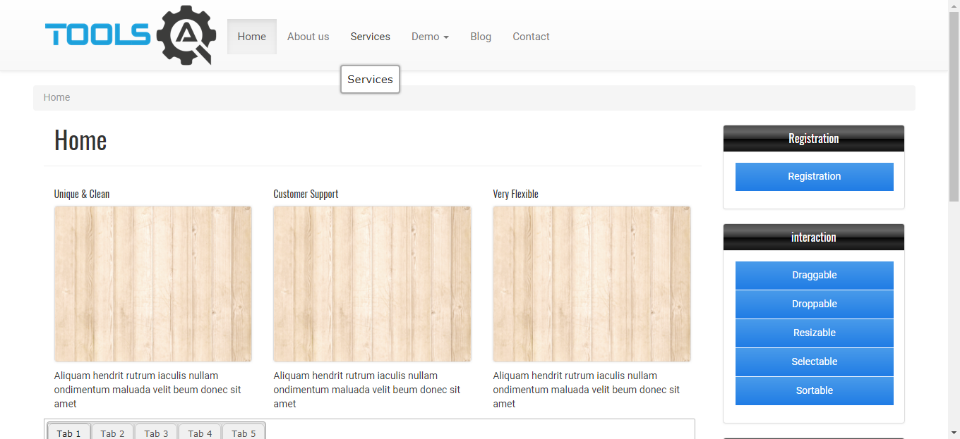 TOOLS QA
Home About us Services Demo Blog Contact
Services
Home
Home
Unique & Clean
Customer Support
Very Flexible
Aliquam hendrit rutrum iaculis nullam
ondimentum maluada velit beum donec sit
amet
Aliquam hendrit rutrum iaculis nullam
ondimentum maluada velit beum donec sit
amet
Aliquam hendrit rutrum iaculis nullam
ondimentum maluada velit beum donec sit
amet
Tab 1 Tab 2 Tab 3 Tab 4 Tab 5
Registration
Registration
interaction
Draggable
Droppable
Resizable
Selectable
Sortable